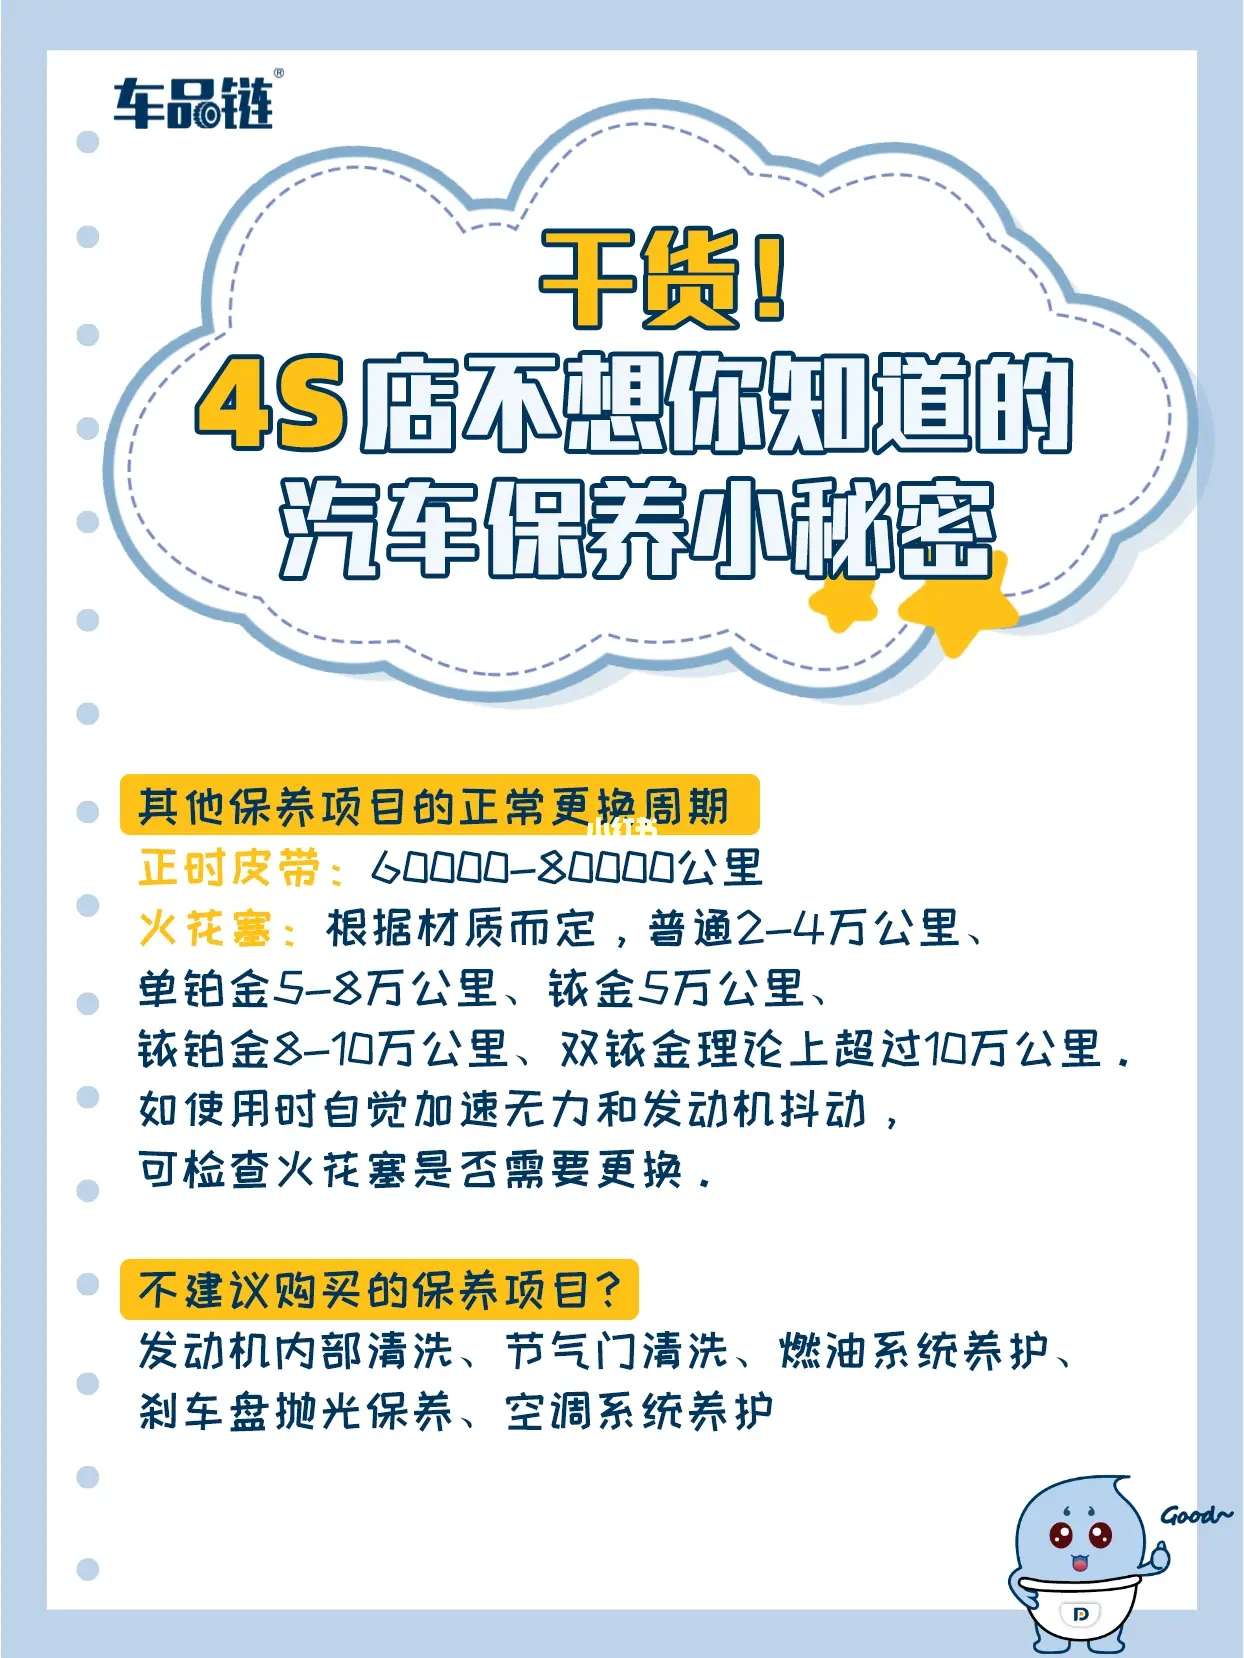 车品链®
干货!
4S店不想你知道的
汽车保养小秘密
其他保养项目的正常更换周期
小红书
正时皮带：60000-80000公里
火花塞：根据材质而定，普通2-4万公里、
单铂金5-8万公里、铱金5万公里、
铱铂金8-10万公里、双铱金理论上超过10万公里.
如使用时自觉加速无力和发动机抖动，
可检查火花塞是否需要更换.
不建议购买的保养项目?
发动机内部清洗、节气门清洗、燃油系统养护、
刹车盘抛光保养、空调系统养护
Good~